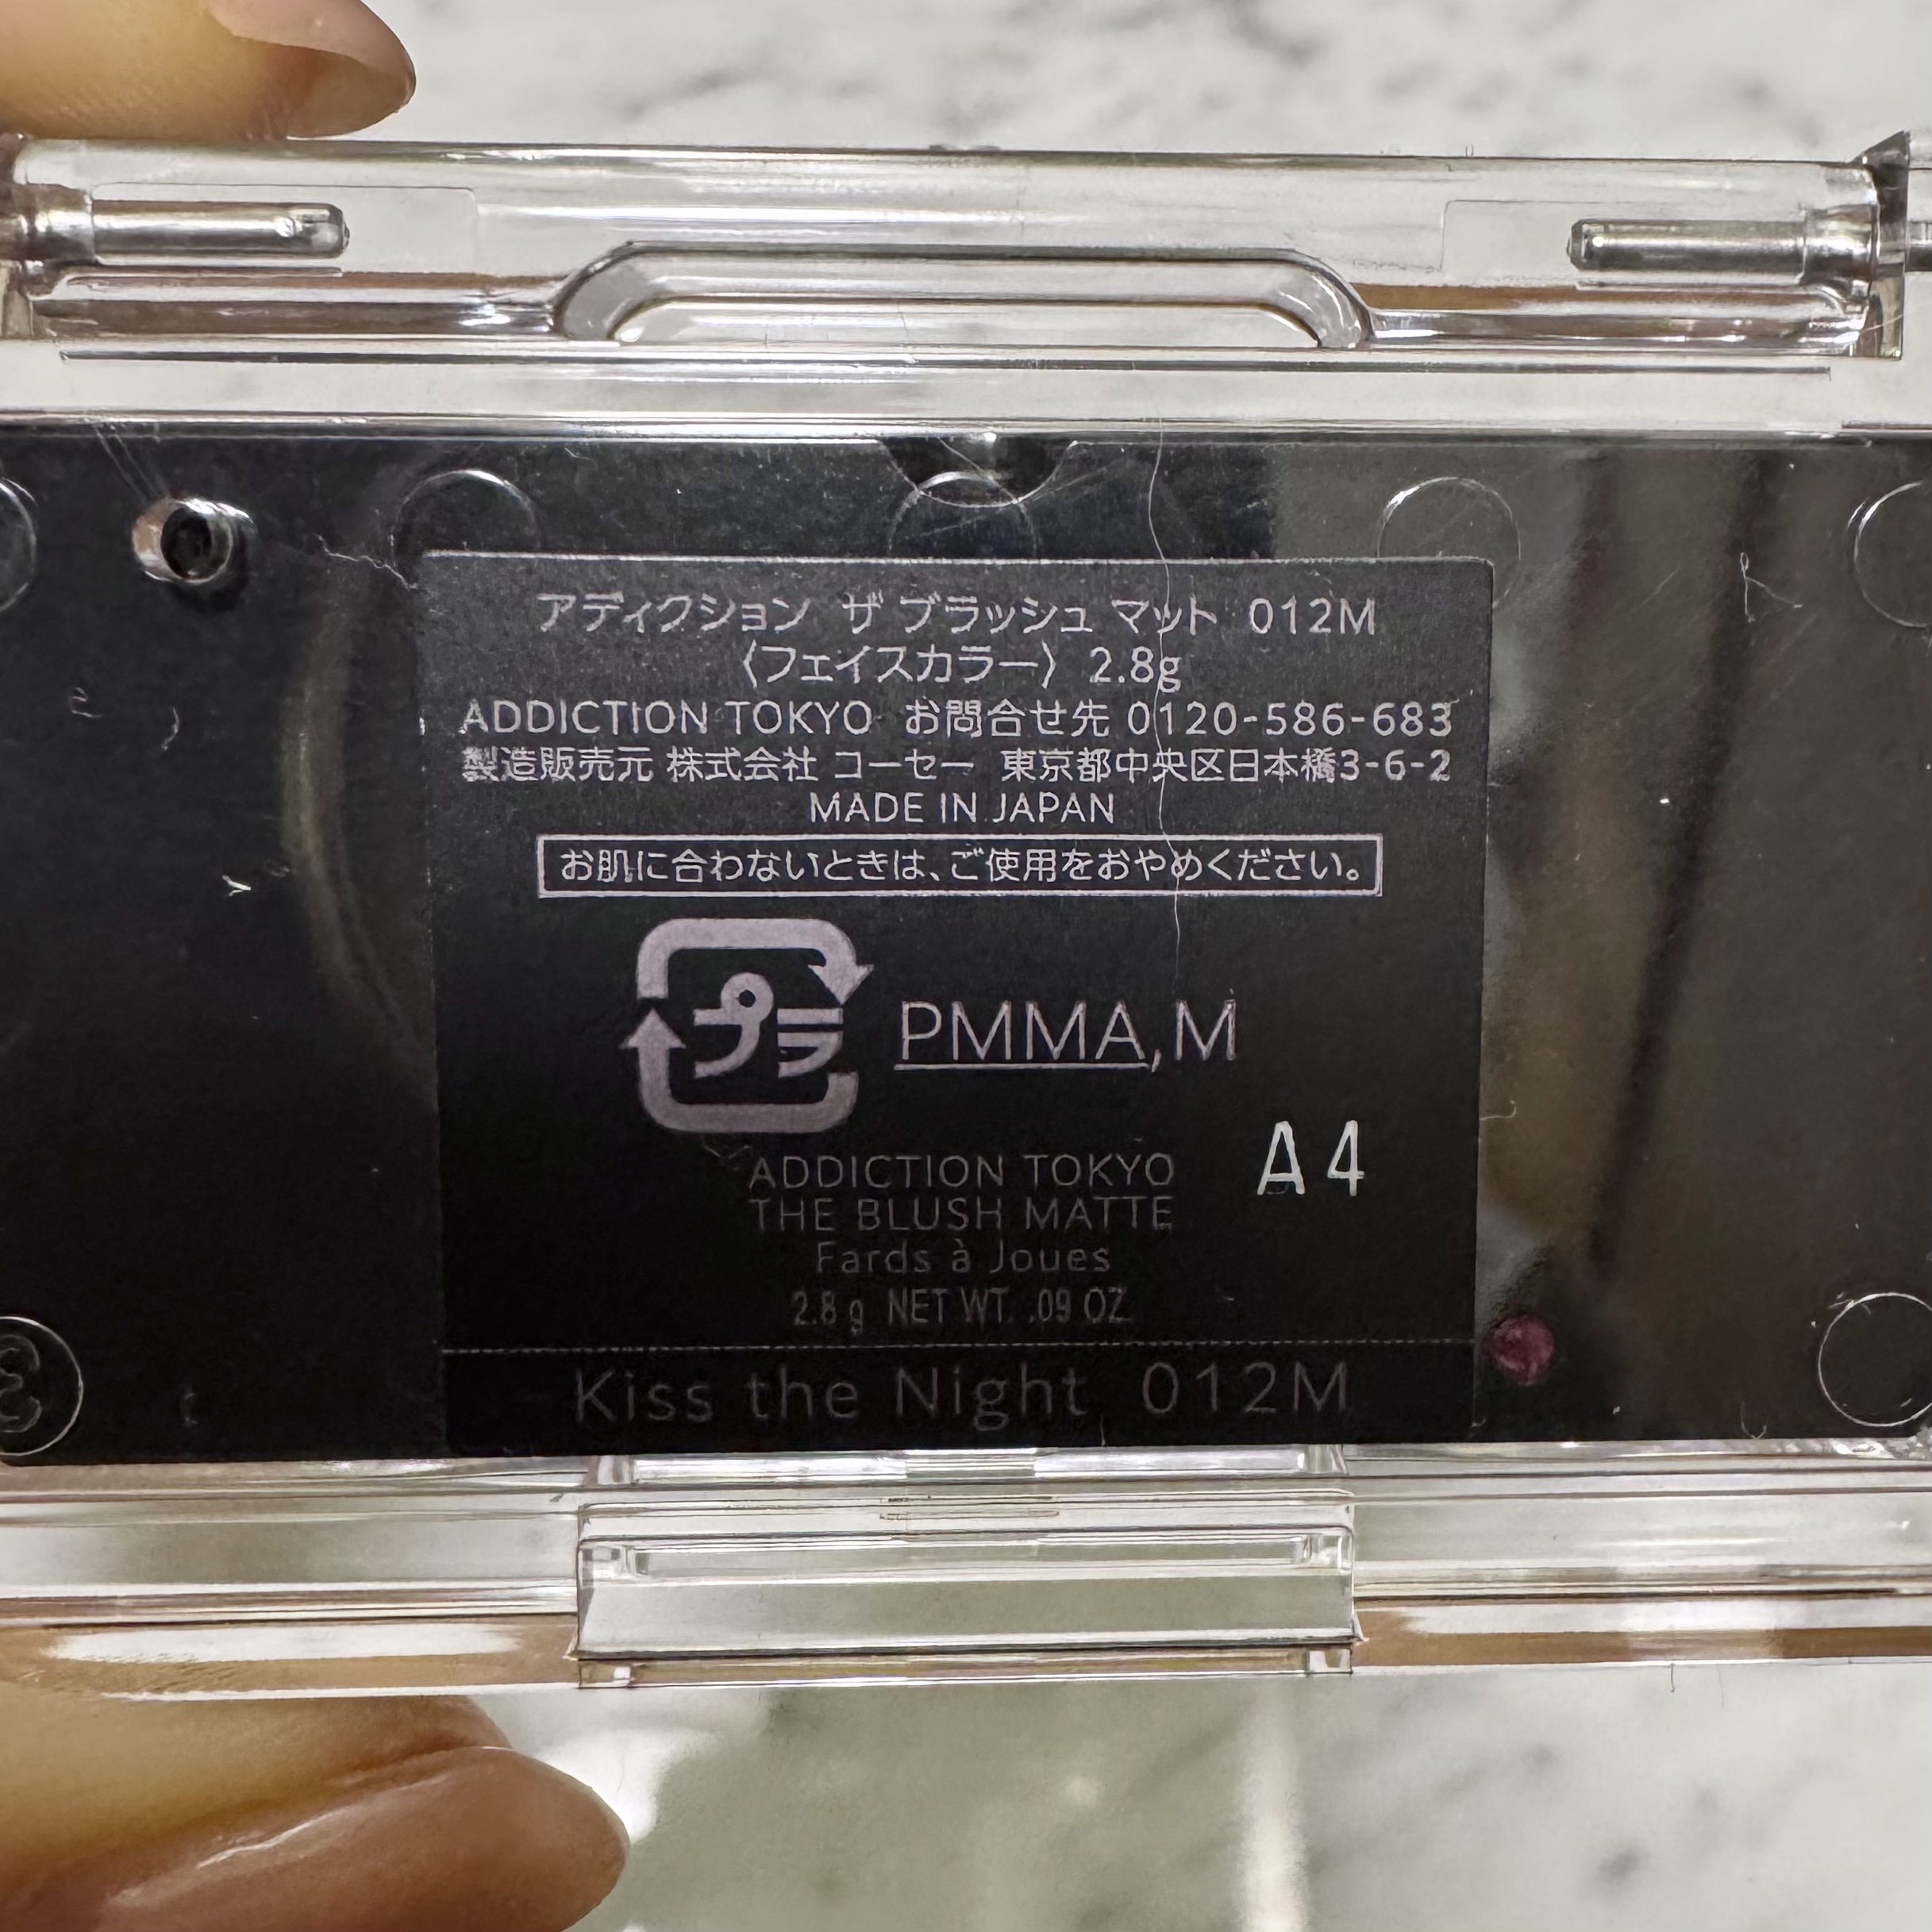 アディクション ザ ブラッシュ マット 012M
〈フェイスカラー〉 2.8g
ADDICTION TOKYO お問合せ先 0120-586-683
製造販売元 株式会社 コーセー 東京都中央区日本橋3-6-2
MADE IN JAPAN
お肌に合わないときは、ご使用をおやめください。
プラ PMMA,M
A4
ADDICTION TOKYO
THE BLUSH MATTE
Fards à Joues
2.8 g NET WT. .09 OZ.
Kiss the Night 012M